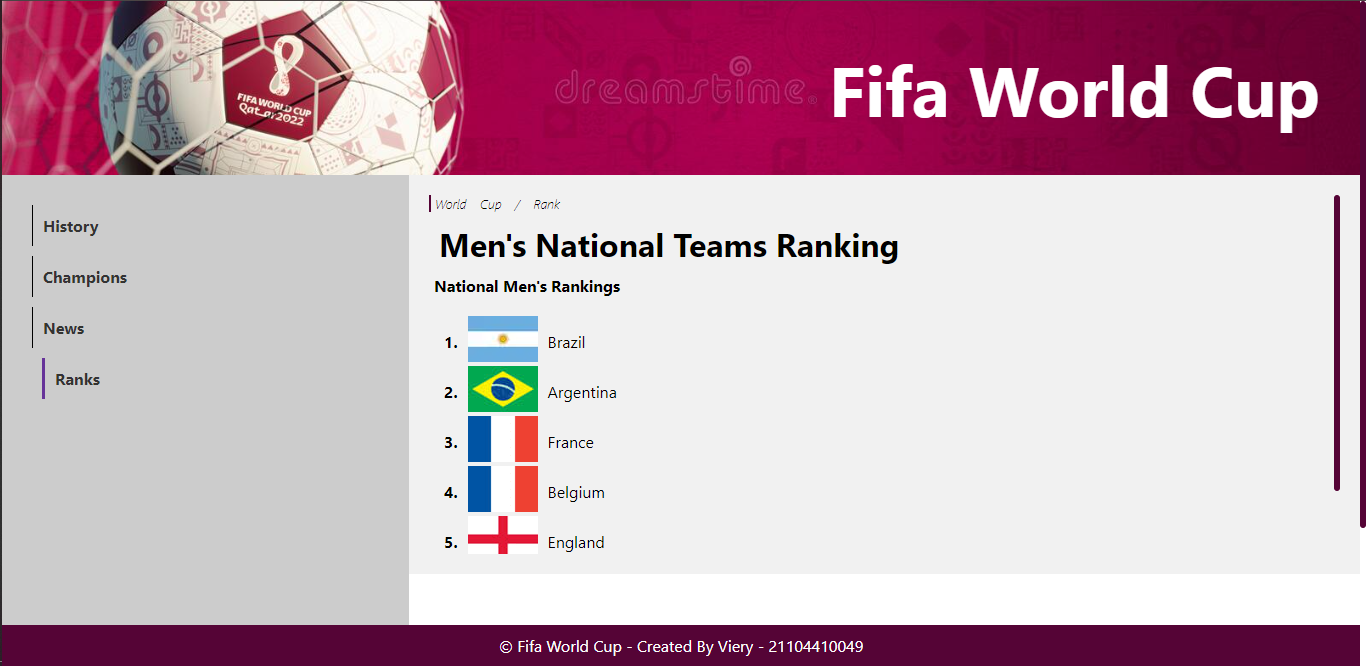 FIFA WORLD CUP
Qat_ar2022
dreamstime®
Fifa World Cup
History
Champions
News
Ranks
World Cup / Rank
Men's National Teams Ranking
National Men's Rankings
1. Brazil
2. Argentina
3. France
4. Belgium
5. England
© Fifa World Cup - Created By Viery - 21104410049